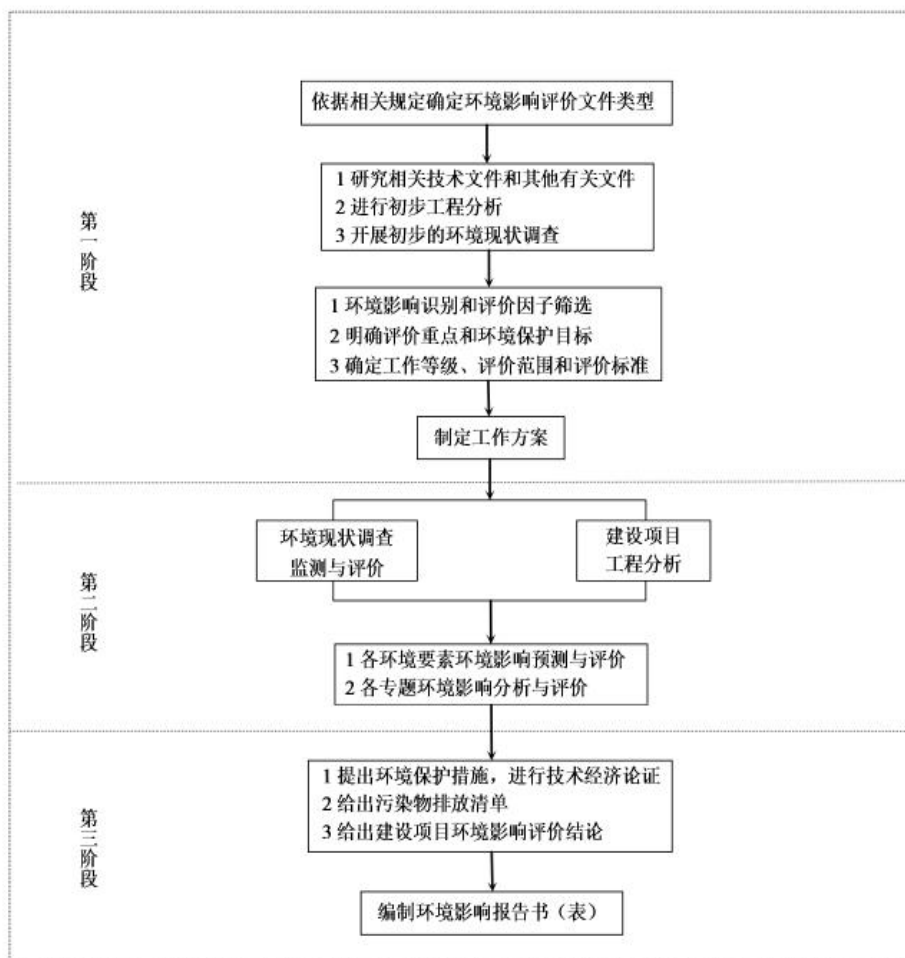 依据相关规定确定环境影响评价文件类型
1 研究相关技术文件和其他有关文件
2 进行初步工程分析
3 开展初步的环境现状调查
第一阶段
1 环境影响识别和评价因子筛选
2 明确评价重点和环境保护目标
3 确定工作等级、评价范围和评价标准
制定工作方案
环境现状调查
监测与评价
建设项目
工程分析
第二阶段
1 各环境要素环境影响预测与评价
2 各专题环境影响分析与评价
1 提出环境保护措施，进行技术经济论证
2 给出污染物排放清单
3 给出建设项目环境影响评价结论
第三阶段
编制环境影响报告书（表）